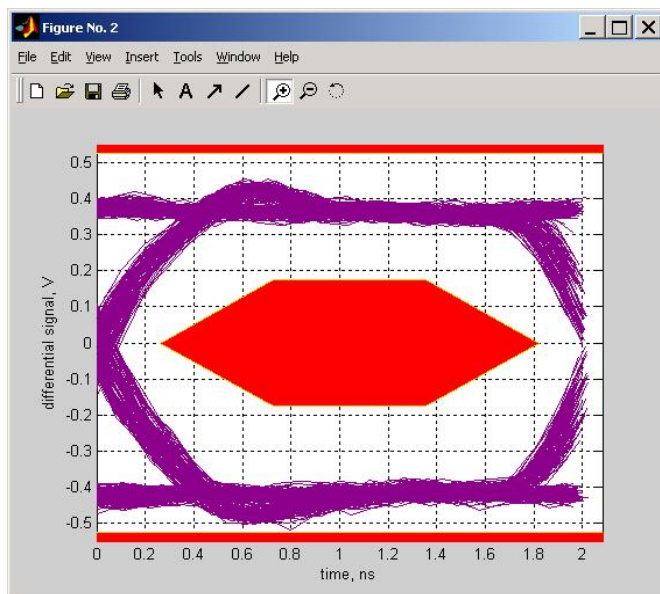 Figure No. 2
File Edit View Insert Tools Window Help
A
0.5
0.4
0.3
0.2
0.1
0
-0.1
-0.2
-0.3
-0.4
-0.5
differential signal, V
0 0.2 0.4 0.6 0.8 1 1.2 1.4 1.6 1.8 2
time, ns